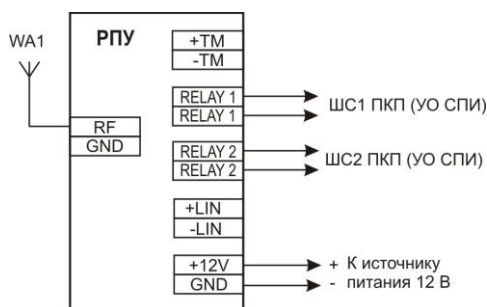 WA1
РПУ
+TM
-TM
RELAY 1
RELAY 1
ШС1 ПКП (УО СПИ)
RF
GND
RELAY 2
RELAY 2
ШС2 ПКП (УО СПИ)
+LIN
-LIN
+12V
GND
+ К источнику
- питания 12 В